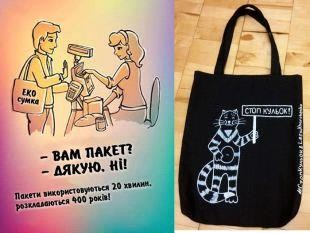 ЕКО
сумка
– ВАМ ПАКЕТ?
– ДЯКУЮ. НІ!
Пакети використовуються 20 хвилин,
розкладаються 400 років!
СТОП КУЛЬОК!